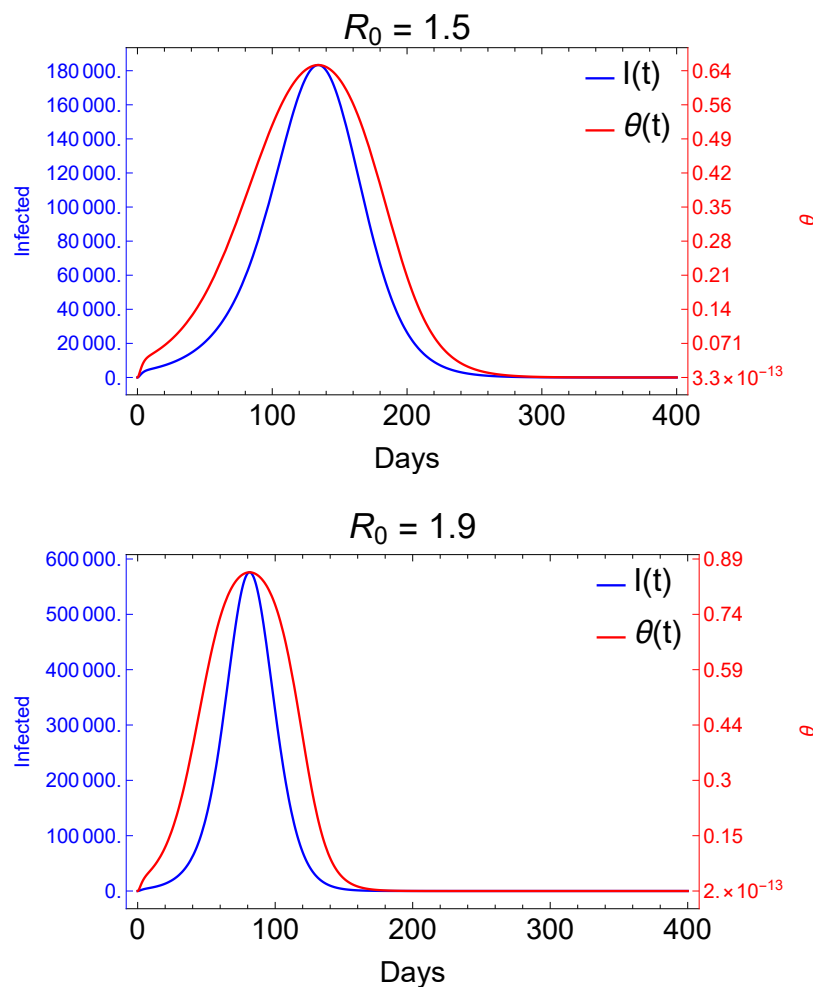 R₀ = 1.5
I(t)
θ(t)
180 000.
160 000.
140 000.
120 000.
100 000.
80 000.
60 000.
40 000.
20 000.
0.
Infected
0.64
0.56
0.49
0.42
0.35
0.28
0.21
0.14
0.071
3.3×10⁻¹³
θ
0 100 200 300 400
Days
R₀ = 1.9
I(t)
θ(t)
600 000.
500 000.
400 000.
300 000.
200 000.
100 000.
0.
Infected
0.89
0.74
0.59
0.44
0.3
0.15
2.×10⁻¹³
θ
0 100 200 300 400
Days